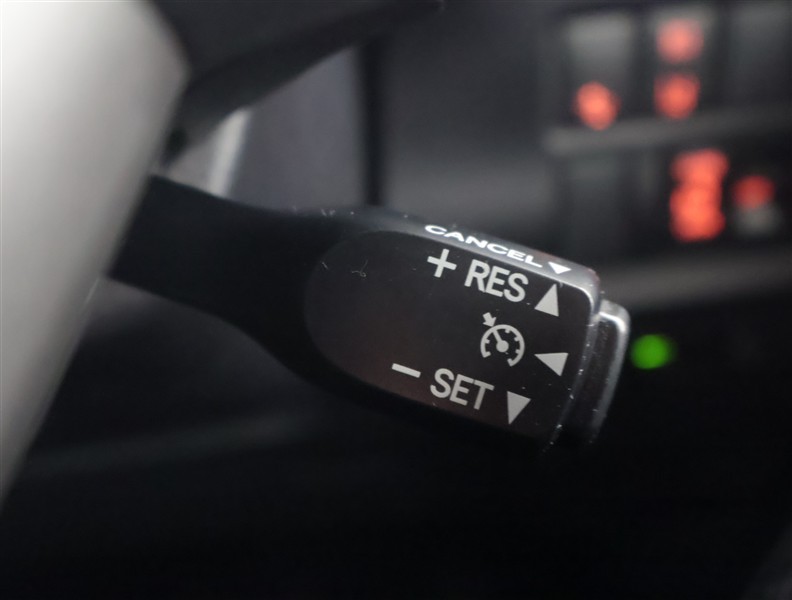 CANCEL ▼
+ RES ▲
◀
− SET ▼